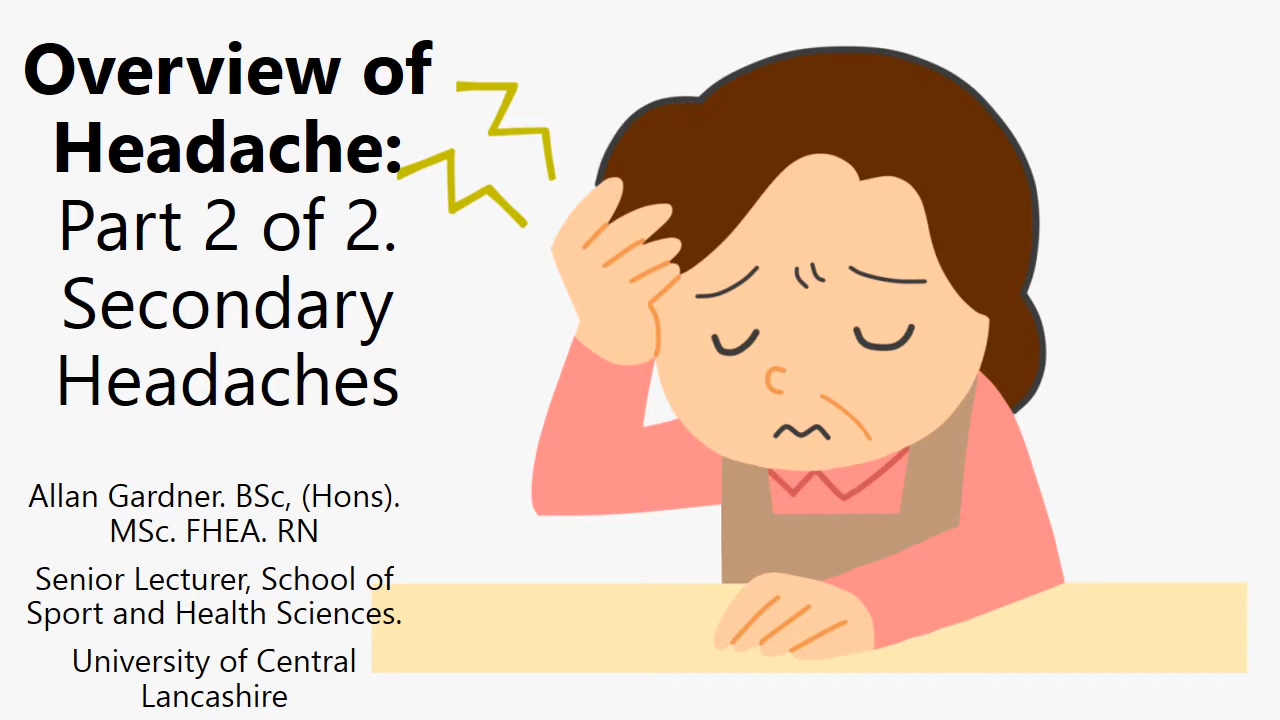 Overview of
Headache:
Part 2 of 2.
Secondary
Headaches
Allan Gardner. BSc, (Hons).
MSc. FHEA. RN
Senior Lecturer, School of
Sport and Health Sciences.
University of Central
Lancashire